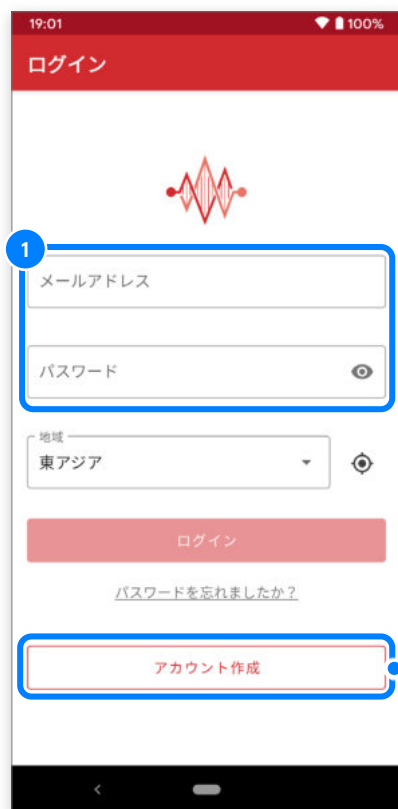 19:01 100%
ログイン
1
メールアドレス
パスワード
地域
東アジア
ログイン
パスワードを忘れましたか？
アカウント作成